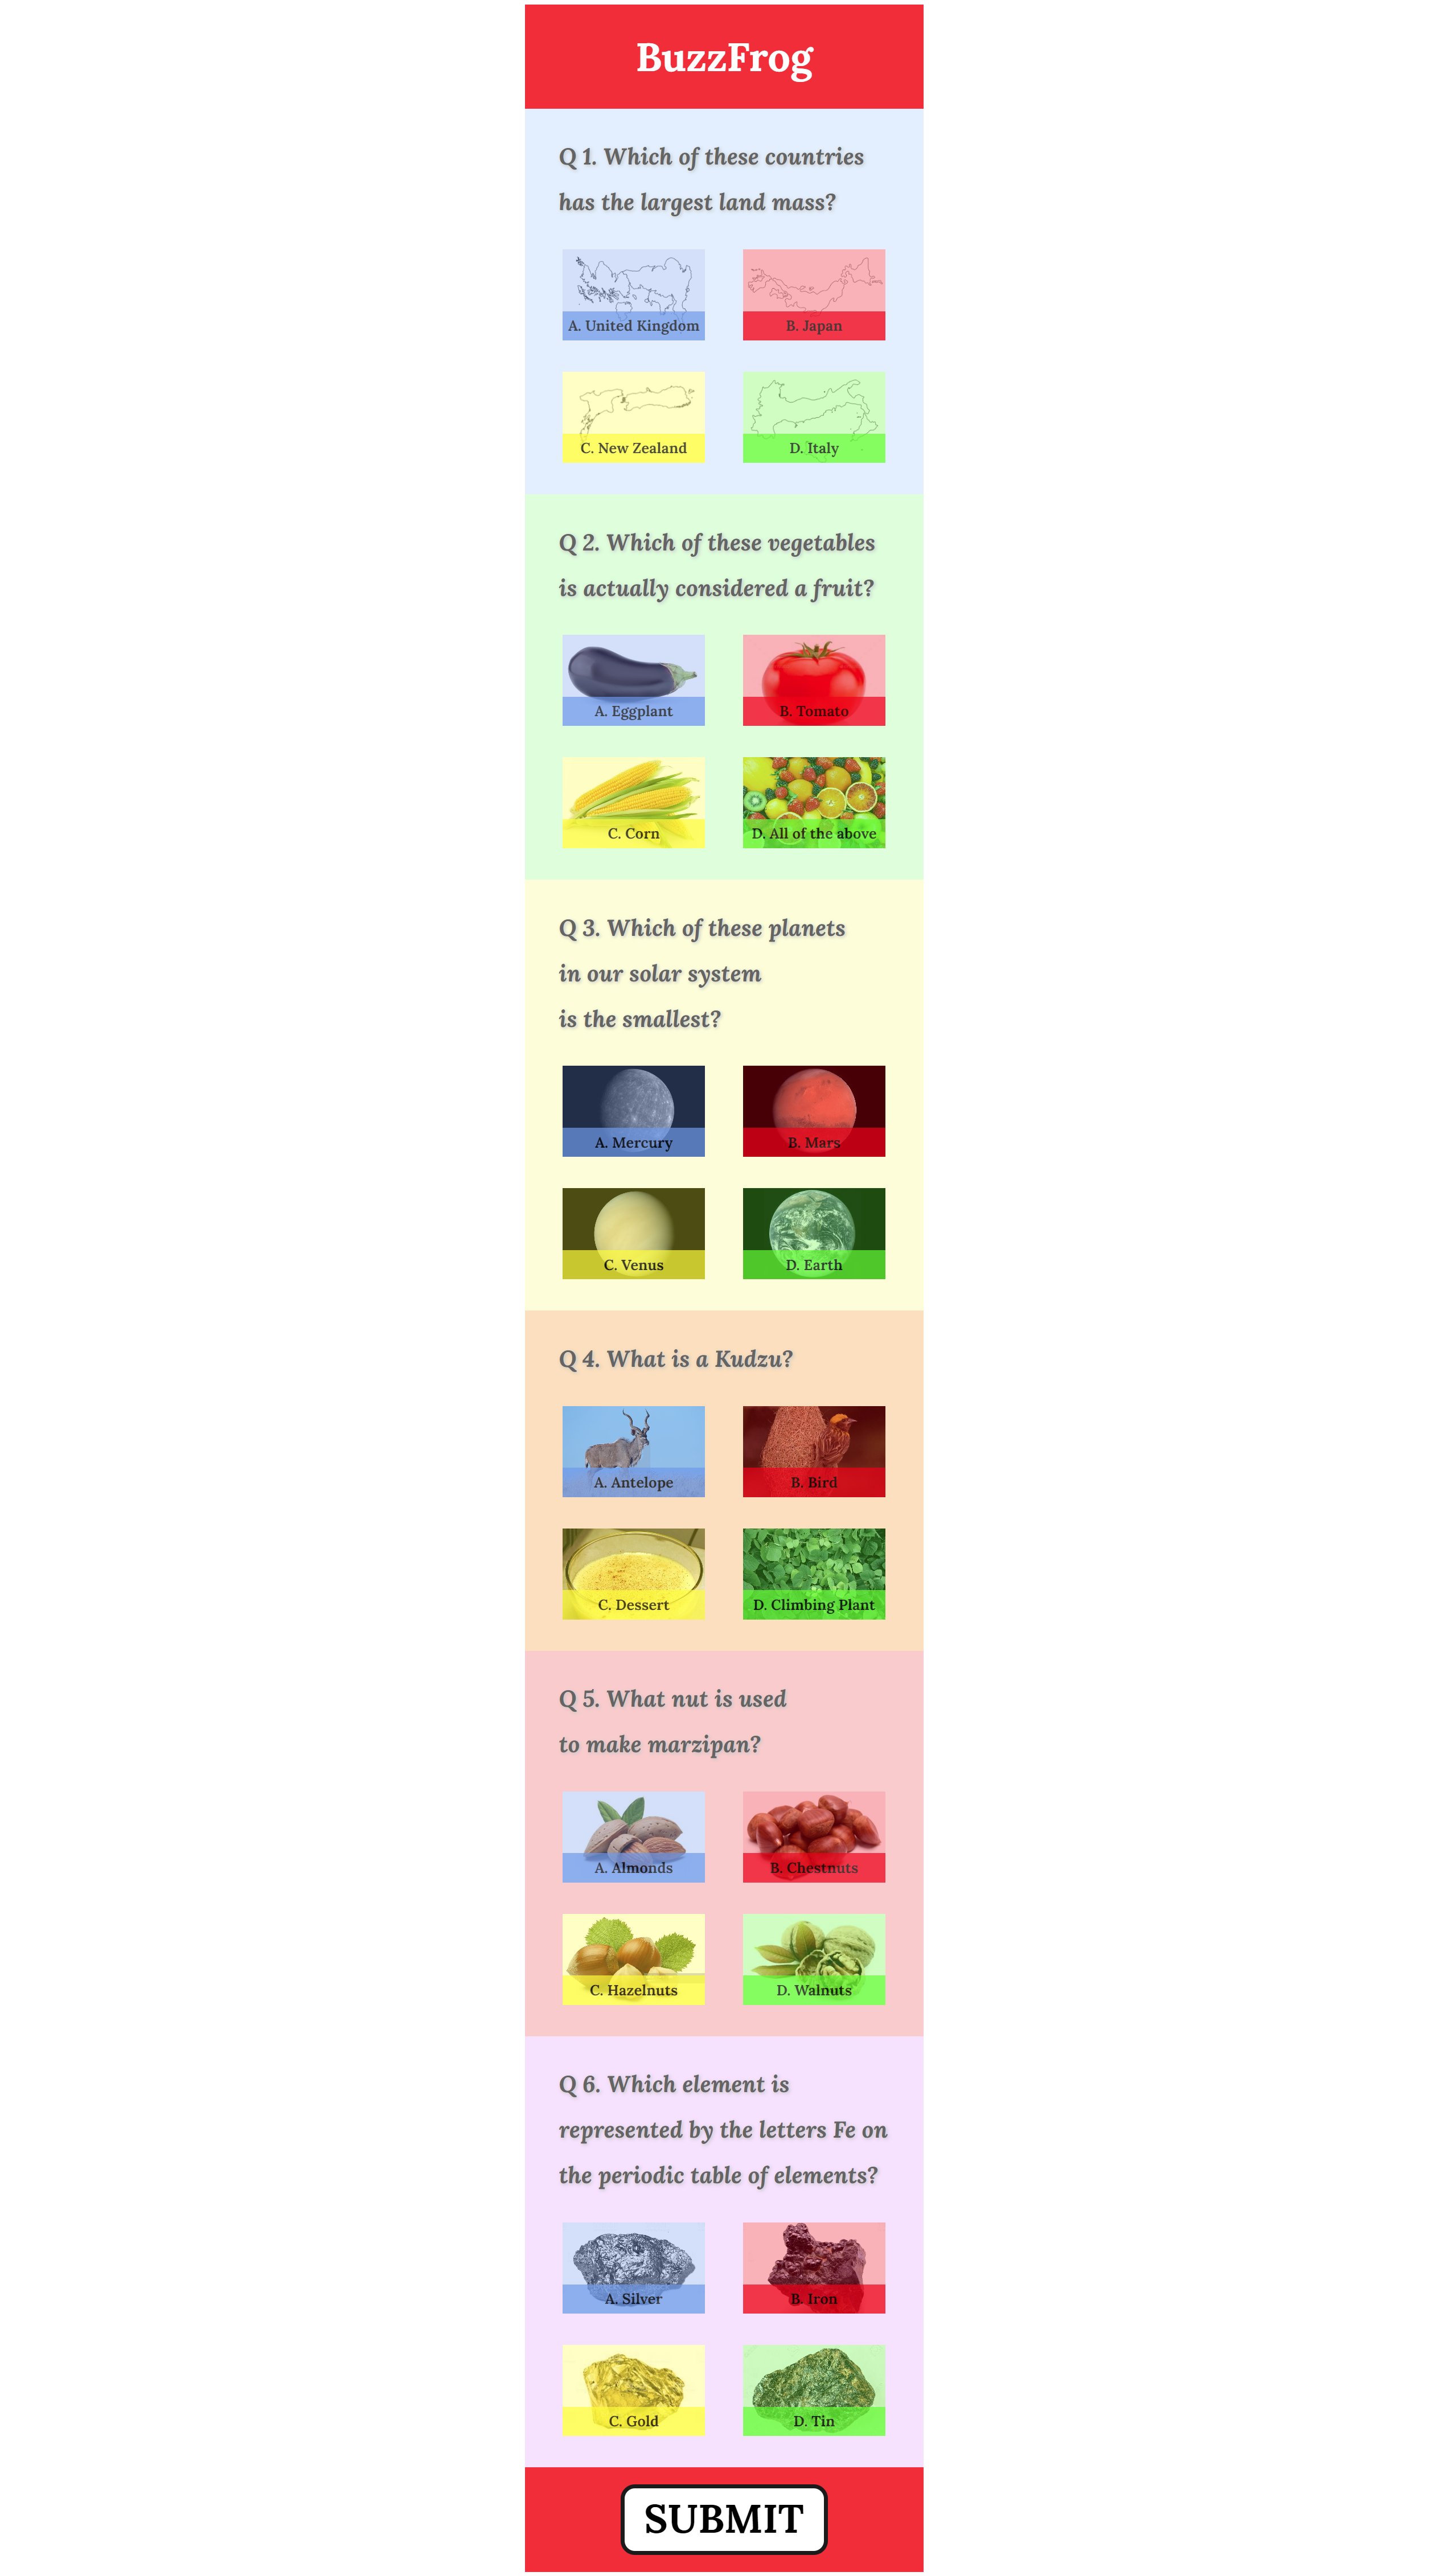 BuzzFrog
Q 1. Which of these countries
has the largest land mass?
A. United Kingdom
B. Japan
C. New Zealand
D. Italy
Q 2. Which of these vegetables
is actually considered a fruit?
A. Eggplant
B. Tomato
C. Corn
D. All of the above
Q 3. Which of these planets
in our solar system
is the smallest?
A. Mercury
B. Mars
C. Venus
D. Earth
Q 4. What is a Kudzu?
A. Antelope
B. Bird
C. Dessert
D. Climbing Plant
Q 5. What nut is used
to make marzipan?
A. Almonds
B. Chestnuts
C. Hazelnuts
D. Walnuts
Q 6. Which element is
represented by the letters Fe on
the periodic table of elements?
A. Silver
B. Iron
C. Gold
D. Tin
SUBMIT